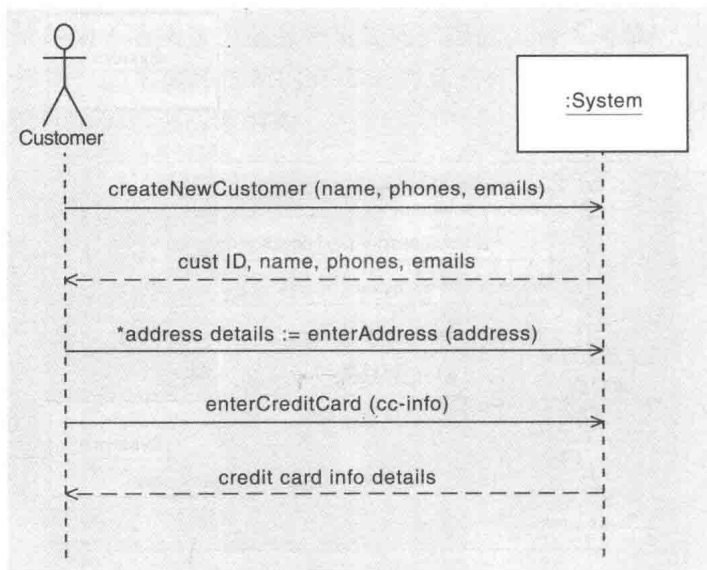 :System
Customer
createNewCustomer (name, phones, emails)
cust ID, name, phones, emails
*address details := enterAddress (address)
enterCreditCard (cc-info)
credit card info details